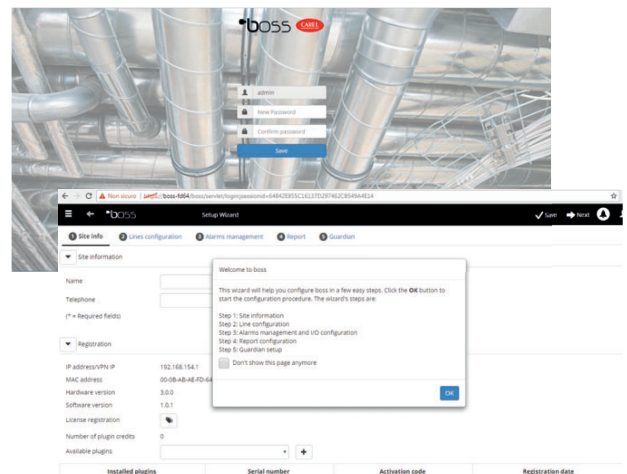 boss CAREL
admin
New Password
Confirm password
Save
Non sicuro | https://boss-fd64/boss/servlet/login;jsessionid=
boss Setup Wizard Save Next
1 Site info 2 Lines configuration 3 Alarms management 4 Report 5 Guardian
Site information
Name
Telephone
(* = Required fields)
Welcome to boss
This wizard will help you configure boss in a few easy steps. Click the OK button to
start the configuration procedure. The wizard's steps are:
Step 1: Site information
Step 2: Line configuration
Step 3: Alarms management and I/O configuration
Step 4: Report configuration
Step 5: Guardian setup
Don't show this page anymore
OK
Registration
IP address/VPN IP 192.168.154.1
MAC address 00-0B-AB-AE-FD-64
Hardware version 3.0.0
Software version 1.0.1
License registration
Number of plugin credits 0
Available plugins
Installed plugins Serial number Activation code Registration date